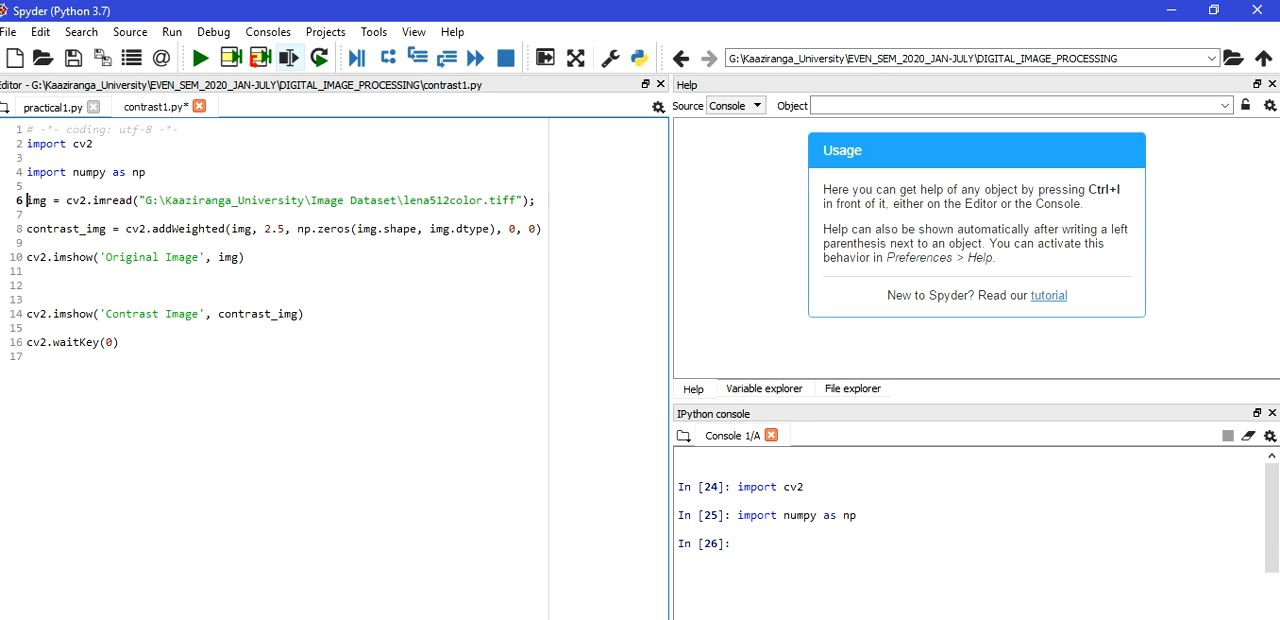 Spyder (Python 3.7)
File Edit Search Source Run Debug Consoles Projects Tools View Help
G:\Kaaziranga_University\EVEN_SEM_2020_JAN-JULY\DIGITAL_IMAGE_PROCESSING
Editor - G:\Kaaziranga_University\EVEN_SEM_2020_JAN-JULY\DIGITAL_IMAGE_PROCESSING\contrast1.py
practical1.py contrast1.py*
1 # -*- coding: utf-8 -*-
2 import cv2
3
4 import numpy as np
5
6 img = cv2.imread("G:\Kaaziranga_University\Image Dataset\lena512color.tiff");
7
8 contrast_img = cv2.addWeighted(img, 2.5, np.zeros(img.shape, img.dtype), 0, 0)
9
10 cv2.imshow('Original Image', img)
11
12
13
14 cv2.imshow('Contrast Image', contrast_img)
15
16 cv2.waitKey(0)
17
Help
Source Console Object
Usage
Here you can get help of any object by pressing Ctrl+I
in front of it, either on the Editor or the Console.
Help can also be shown automatically after writing a left
parenthesis next to an object. You can activate this
behavior in Preferences > Help.
New to Spyder? Read our tutorial
Help Variable explorer File explorer
IPython console
Console 1/A
In [24]: import cv2
In [25]: import numpy as np
In [26]: